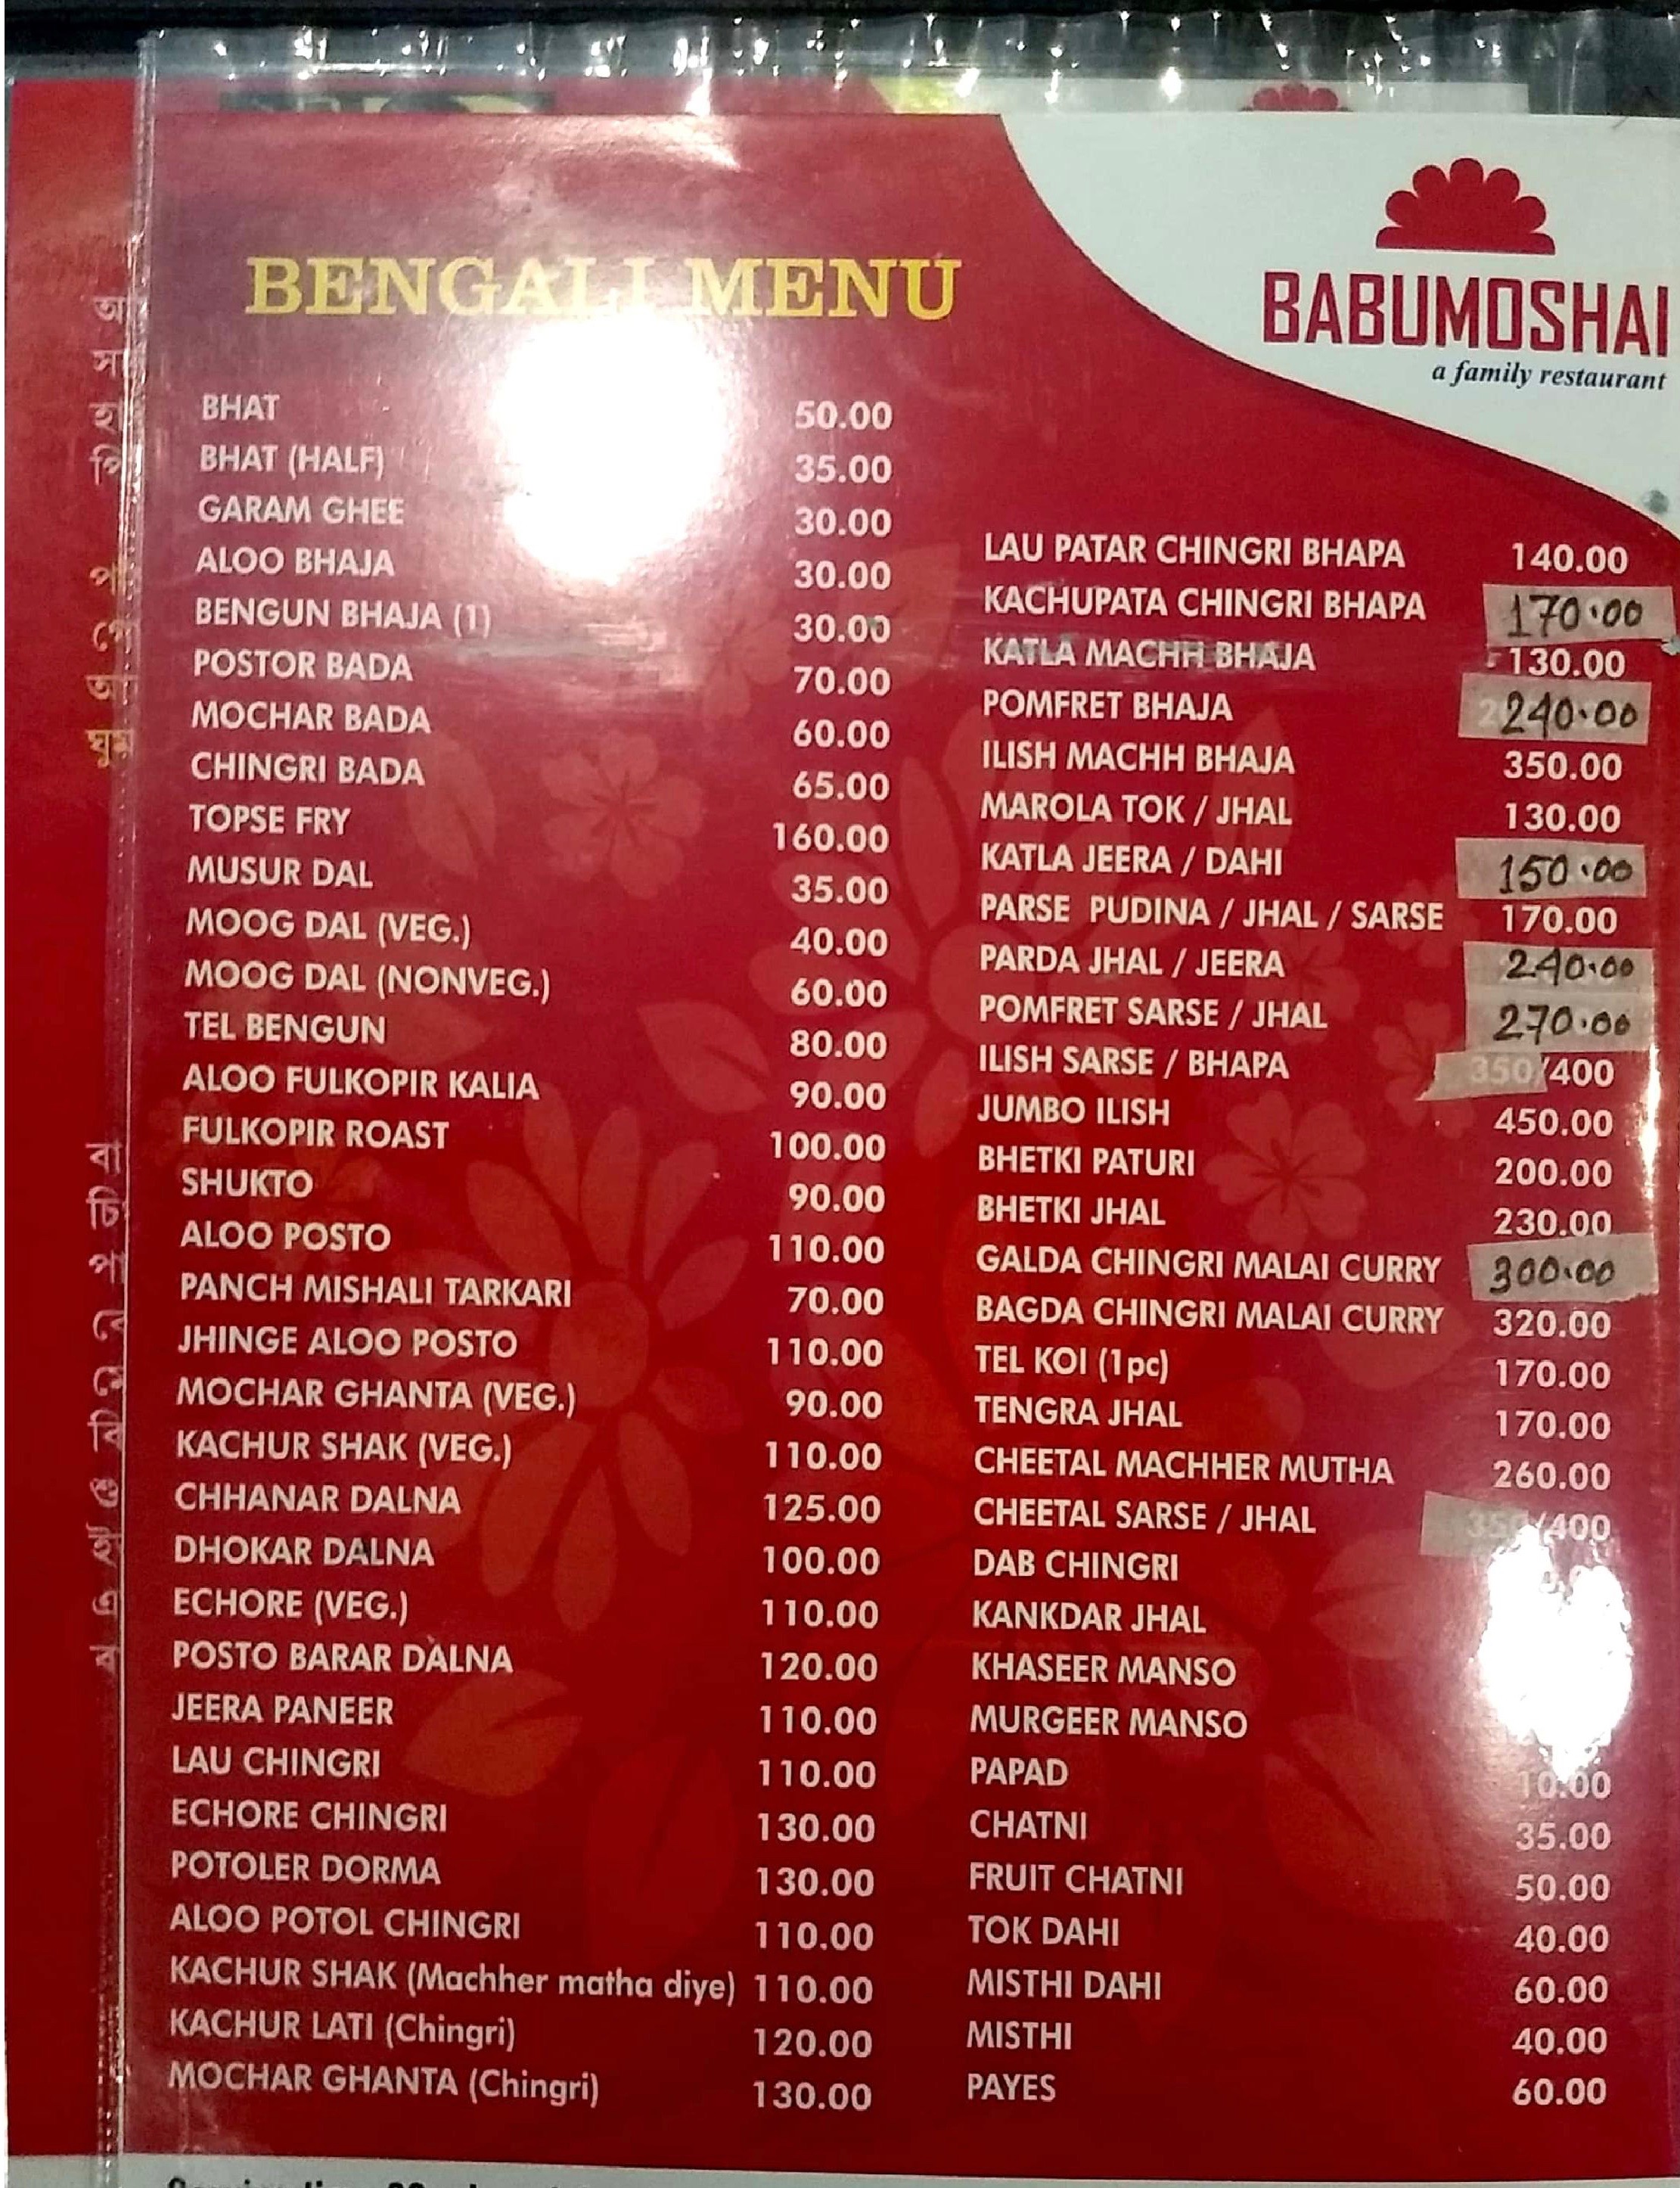 BENGALI MENU
BABUMOSHAI
a family restaurant
BHAT 50.00
BHAT (HALF) 35.00
GARAM GHEE 30.00
ALOO BHAJA 30.00
BENGUN BHAJA (1) 30.00
POSTOR BADA 70.00
MOCHAR BADA 60.00
CHINGRI BADA 65.00
TOPSE FRY 160.00
MUSUR DAL 35.00
MOOG DAL (VEG.) 40.00
MOOG DAL (NONVEG.) 60.00
TEL BENGUN 80.00
ALOO FULKOPIR KALIA 90.00
FULKOPIR ROAST 100.00
SHUKTO 90.00
ALOO POSTO 110.00
PANCH MISHALI TARKARI 70.00
JHINGE ALOO POSTO 110.00
MOCHAR GHANTA (VEG.) 90.00
KACHUR SHAK (VEG.) 110.00
CHHANAR DALNA 125.00
DHOKAR DALNA 100.00
ECHORE (VEG.) 110.00
POSTO BARAR DALNA 120.00
JEERA PANEER 110.00
LAU CHINGRI 110.00
ECHORE CHINGRI 130.00
POTOLER DORMA 130.00
ALOO POTOL CHINGRI 110.00
KACHUR SHAK (Machher matha diye) 110.00
KACHUR LATI (Chingri) 120.00
MOCHAR GHANTA (Chingri) 130.00
LAU PATAR CHINGRI BHAPA 140.00
KACHUPATA CHINGRI BHAPA 170.00
KATLA MACHH BHAJA 130.00
POMFRET BHAJA 240.00
ILISH MACHH BHAJA 350.00
MAROLA TOK / JHAL 130.00
KATLA JEERA / DAHI 150.00
PARSE PUDINA / JHAL / SARSE 170.00
PARDA JHAL / JEERA 240.00
POMFRET SARSE / JHAL 270.00
ILISH SARSE / BHAPA 350/400
JUMBO ILISH 450.00
BHETKI PATURI 200.00
BHETKI JHAL 230.00
GALDA CHINGRI MALAI CURRY 300.00
BAGDA CHINGRI MALAI CURRY 320.00
TEL KOI (1pc) 170.00
TENGRA JHAL 170.00
CHEETAL MACHHER MUTHA 260.00
CHEETAL SARSE / JHAL 350/400
DAB CHINGRI
KANKDAR JHAL
KHASEER MANSO
MURGEER MANSO
PAPAD 10.00
CHATNI 35.00
FRUIT CHATNI 50.00
TOK DAHI 40.00
MISTHI DAHI 60.00
MISTHI 40.00
PAYES 60.00